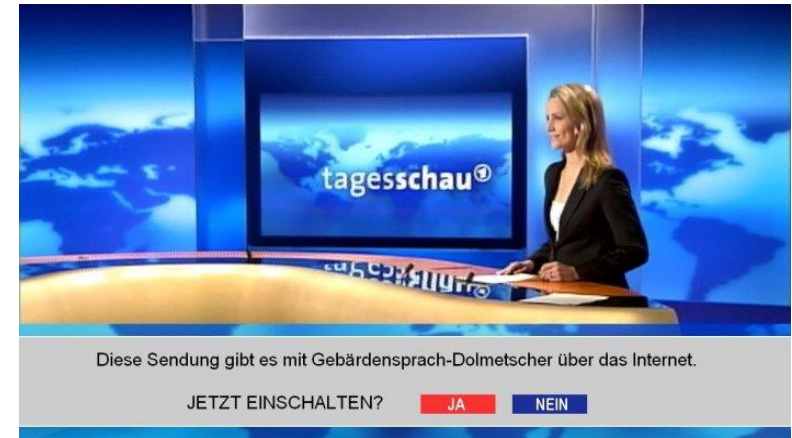 tagesschau
Diese Sendung gibt es mit Gebärdensprach-Dolmetscher über das Internet.
JETZT EINSCHALTEN? JA NEIN